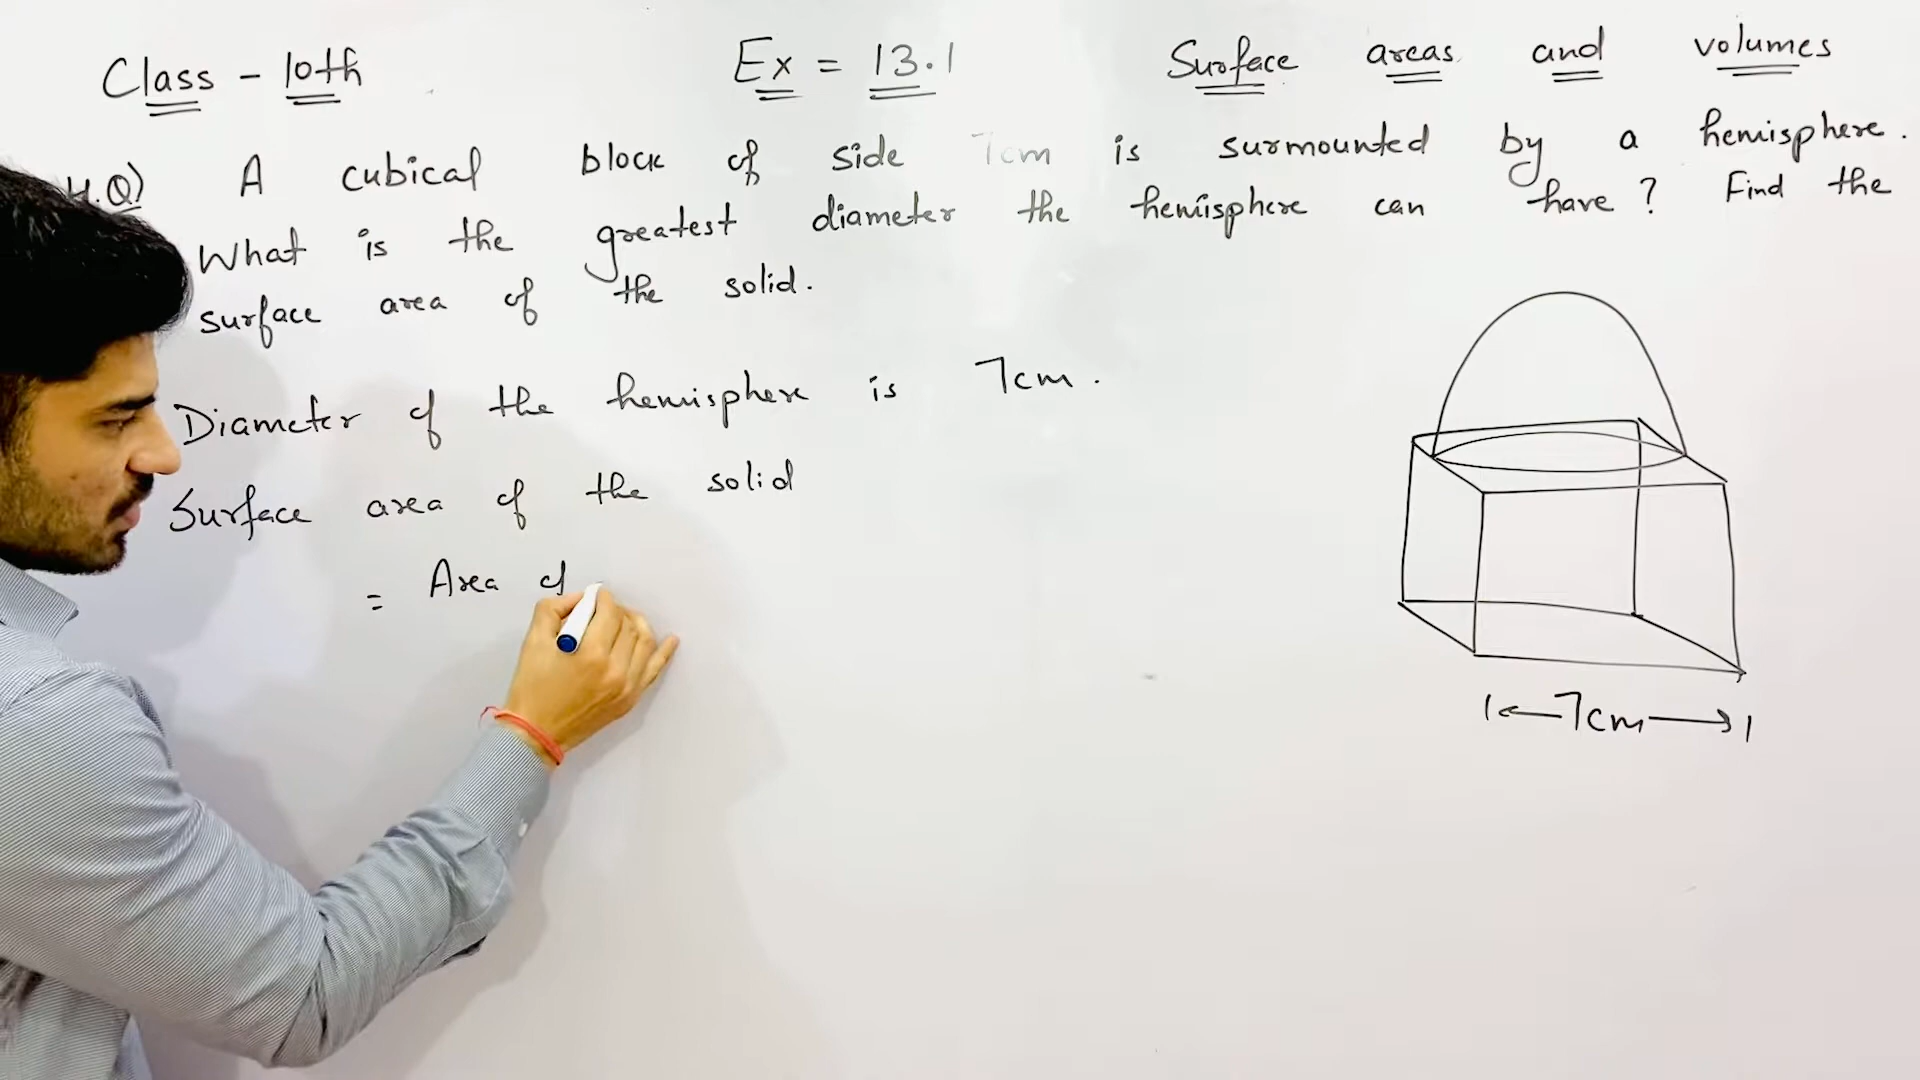 Class - 10th Ex = 13.1 Surface areas and volumes
4.Q) A cubical block of side 7cm is surmounted by a hemisphere.
What is the greatest diameter the hemisphere can have? Find the
surface area of the solid.
Diameter of the hemisphere is 7cm.
Surface area of the solid
= Area of
7cm